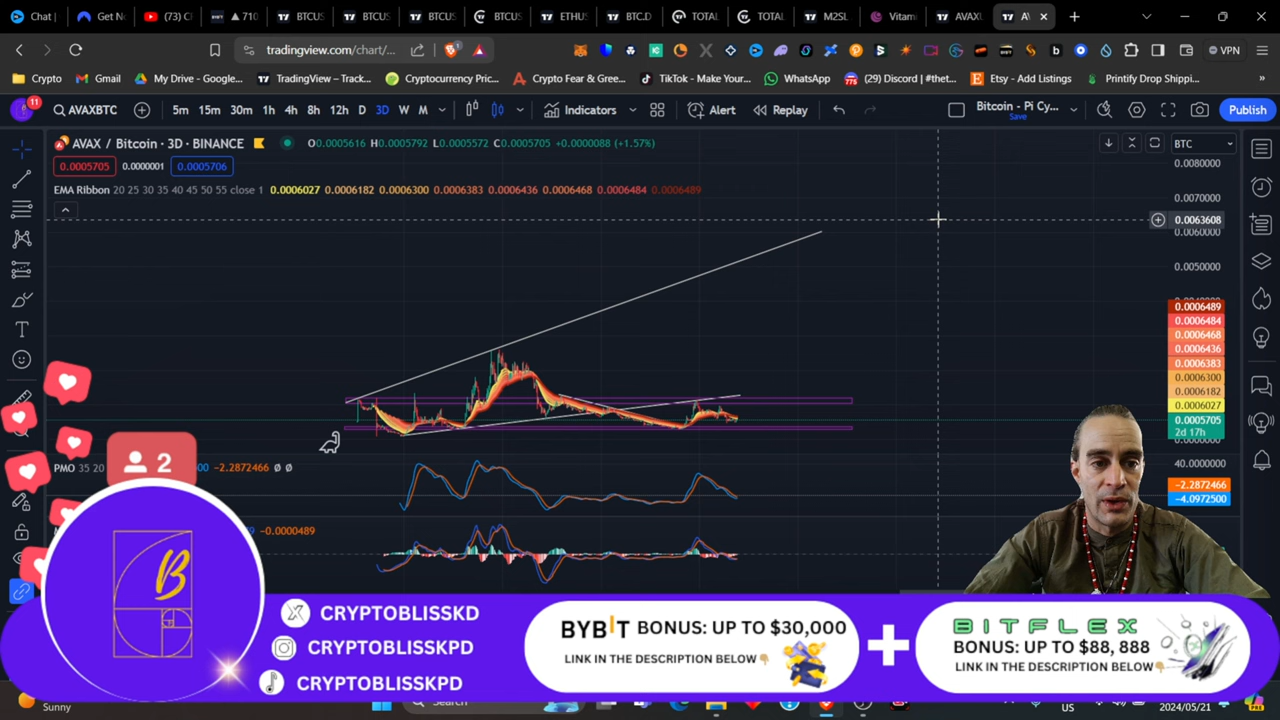 Chat |
Get N
(73) C
▲ 710
BTCUS
BTCUS
BTCUS
BTCUS
ETHUS
BTC.D
TOTAL
TOTAL
M2SL
Vitam
AVAX
A
tradingview.com/chart/...
1
VPN
Crypto
Gmail
My Drive - Google...
TradingView – Track...
Cryptocurrency Pric...
Crypto Fear & Gree...
TikTok - Make Your...
WhatsApp
(29) Discord | #thet...
Etsy - Add Listings
Printify Drop Shippi...
11
AVAXBTC
5m 15m 30m 1h 4h 8h 12h D 3D W M
Indicators
Alert
Replay
Bitcoin - Pi Cy...
Save
Publish
AVAX / Bitcoin · 3D · BINANCE
O0.0005616 H0.0005792 L0.0005572 C0.0005705 +0.0000088 (+1.57%)
BTC
0.0005705
0.0000001
0.0005706
EMA Ribbon 20 25 30 35 40 45 50 55 close 1 0.0006027 0.0006182 0.0006300 0.0006383 0.0006436 0.0006468 0.0006484 0.0006489
0.0080000
0.0070000
0.0063608
0.0060000
0.0050000
0.0006489
0.0006484
0.0006468
0.0006436
0.0006383
0.0006300
0.0006182
0.0006027
0.0005705
2d 17h
2
PMO 35 20
−2.2872466 ∅ ∅
40.0000000
−2.2872466
−4.0972500
−0.0000489
B
CRYPTOBLISSKD
CRYPTOBLISSKPD
CRYPTOBLISSKPD
BYBIT BONUS: UP TO $30,000
LINK IN THE DESCRIPTION BELOW
+
BITFLEX
BONUS: UP TO $88, 888
LINK IN THE DESCRIPTION BELOW
Sunny
Search
US
2024/05/21